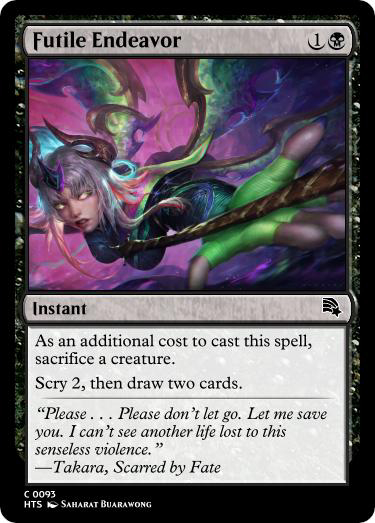 Futile Endeavor 1
Instant
As an additional cost to cast this spell,
sacrifice a creature.
Scry 2, then draw two cards.
“Please . . . Please don’t let go. Let me save
you. I can’t see another life lost to this
senseless violence.”
—Takara, Scarred by Fate
C 0093
HTS SAHARAT BUARAWONG